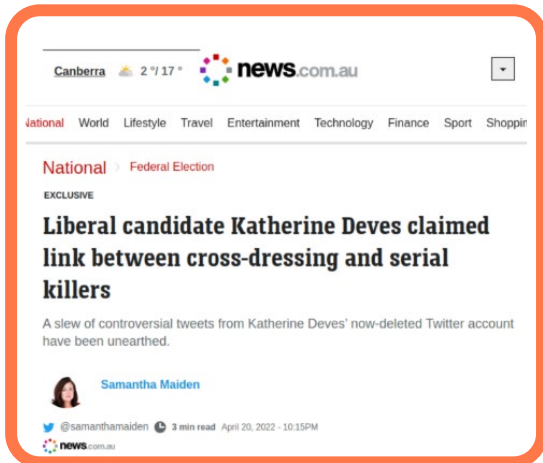 Canberra 2 °/ 17 ° news.com.au
National World Lifestyle Travel Entertainment Technology Finance Sport Shoppin
National Federal Election
EXCLUSIVE
Liberal candidate Katherine Deves claimed
link between cross-dressing and serial
killers
A slew of controversial tweets from Katherine Deves' now-deleted Twitter account
have been unearthed.
Samantha Maiden
@samanthamaiden 3 min read April 20, 2022 - 10:15PM
news.com.au